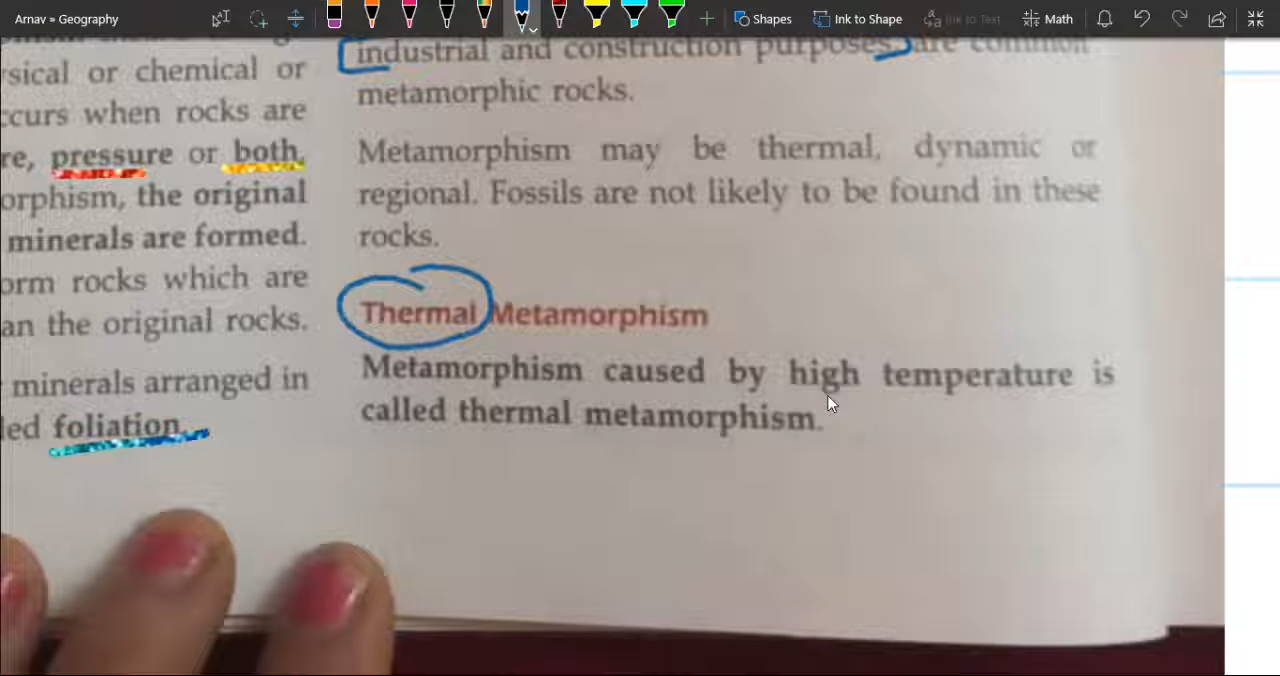 Arnav » Geography
Shapes
Ink to Shape
Ink to Text
Math
sical or chemical or
ccurs when rocks are
re, pressure or both,
orphism, the original
minerals are formed.
orm rocks which are
an the original rocks.
minerals arranged in
led foliation.
industrial and construction purposes, are common
metamorphic rocks.
Metamorphism may be thermal, dynamic or
regional. Fossils are not likely to be found in these
rocks.
Thermal Metamorphism
Metamorphism caused by high temperature is
called thermal metamorphism.